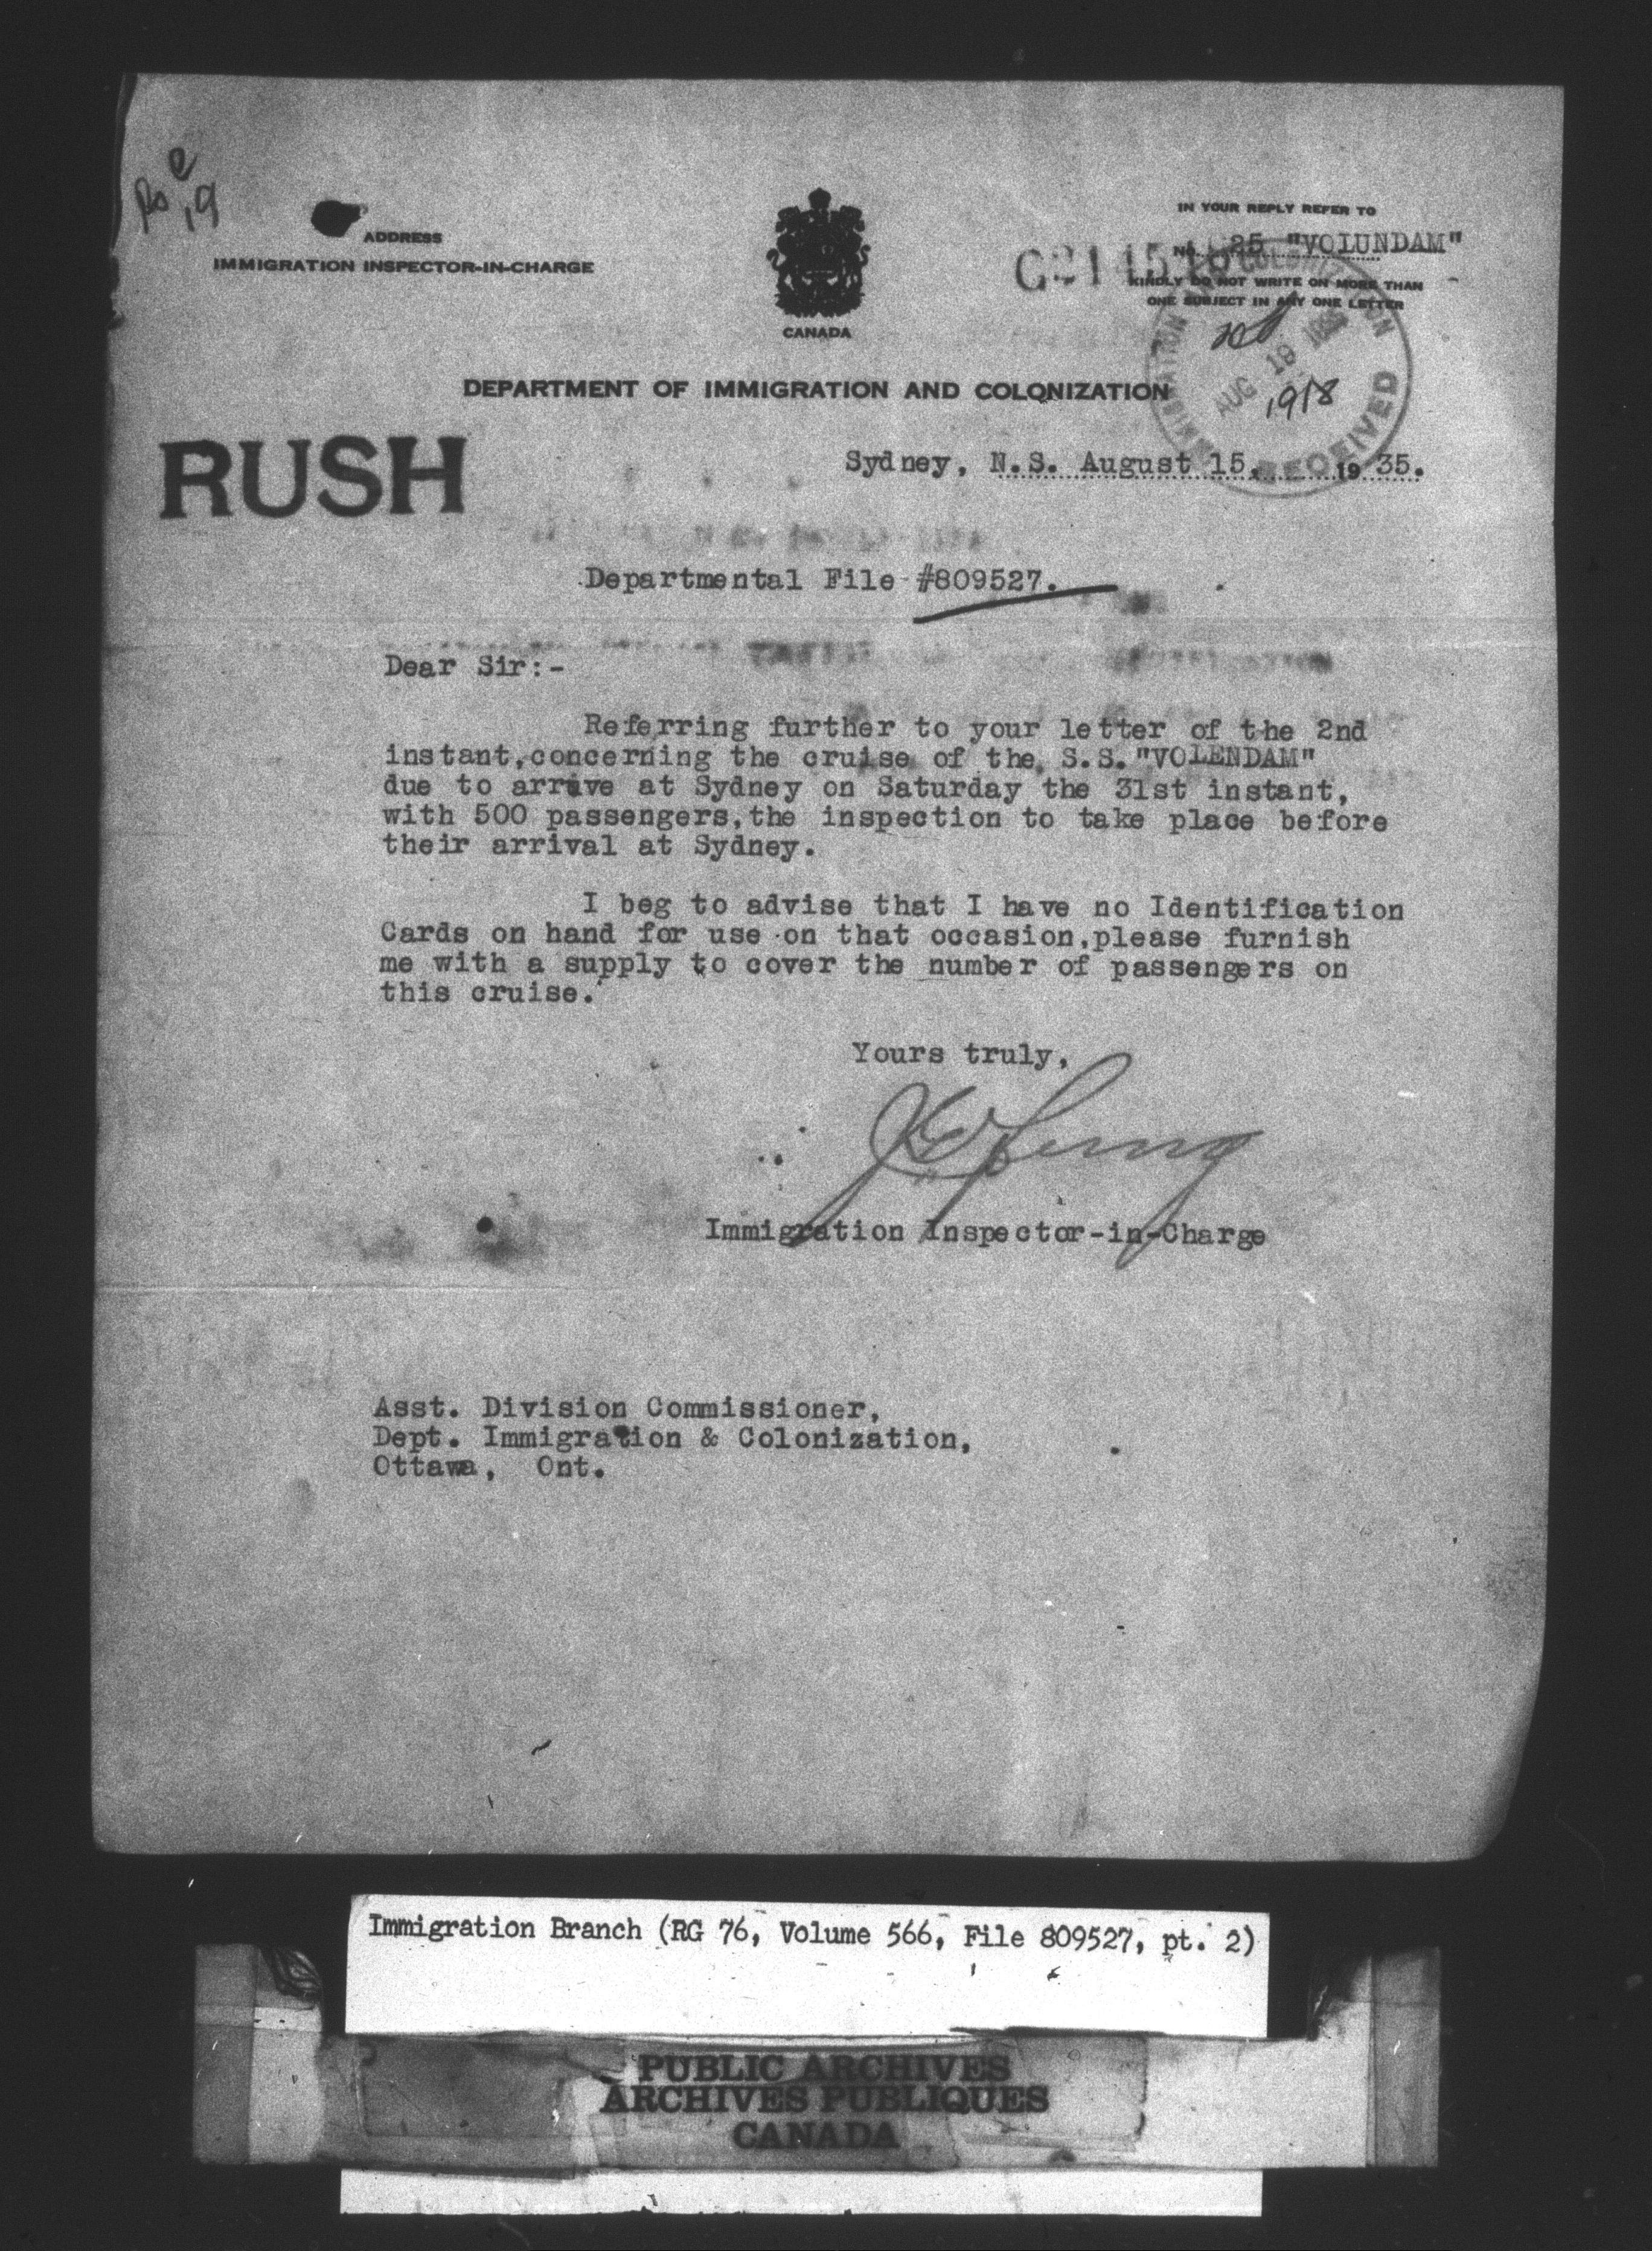 ADDRESS
IMMIGRATION INSPECTOR-IN-CHARGE
CANADA
IN YOUR REPLY REFER TO
No. 25 "VOLUNDAM"
KINDLY DO NOT WRITE ON MORE THAN
ONE SUBJECT IN ANY ONE LETTER
AUG 19
1918
RECEIVED
DEPARTMENT OF IMMIGRATION AND COLONIZATION
RUSH
Sydney, N.S. August 15, 1935.
Departmental File #809527.
Dear Sir:-
Referring further to your letter of the 2nd
instant,concerning the cruise of the S.S."VOLENDAM"
due to arrive at Sydney on Saturday the 31st instant,
with 500 passengers,the inspection to take place before
their arrival at Sydney.
I beg to advise that I have no Identification
Cards on hand for use on that occasion,please furnish
me with a supply to cover the number of passengers on
this cruise.
Yours truly,
Immigration Inspector-in-Charge
Asst. Division Commissioner,
Dept. Immigration & Colonization,
Ottawa, Ont.
Immigration Branch (RG 76, Volume 566, File 809527, pt. 2)
PUBLIC ARCHIVES
ARCHIVES PUBLIQUES
CANADA